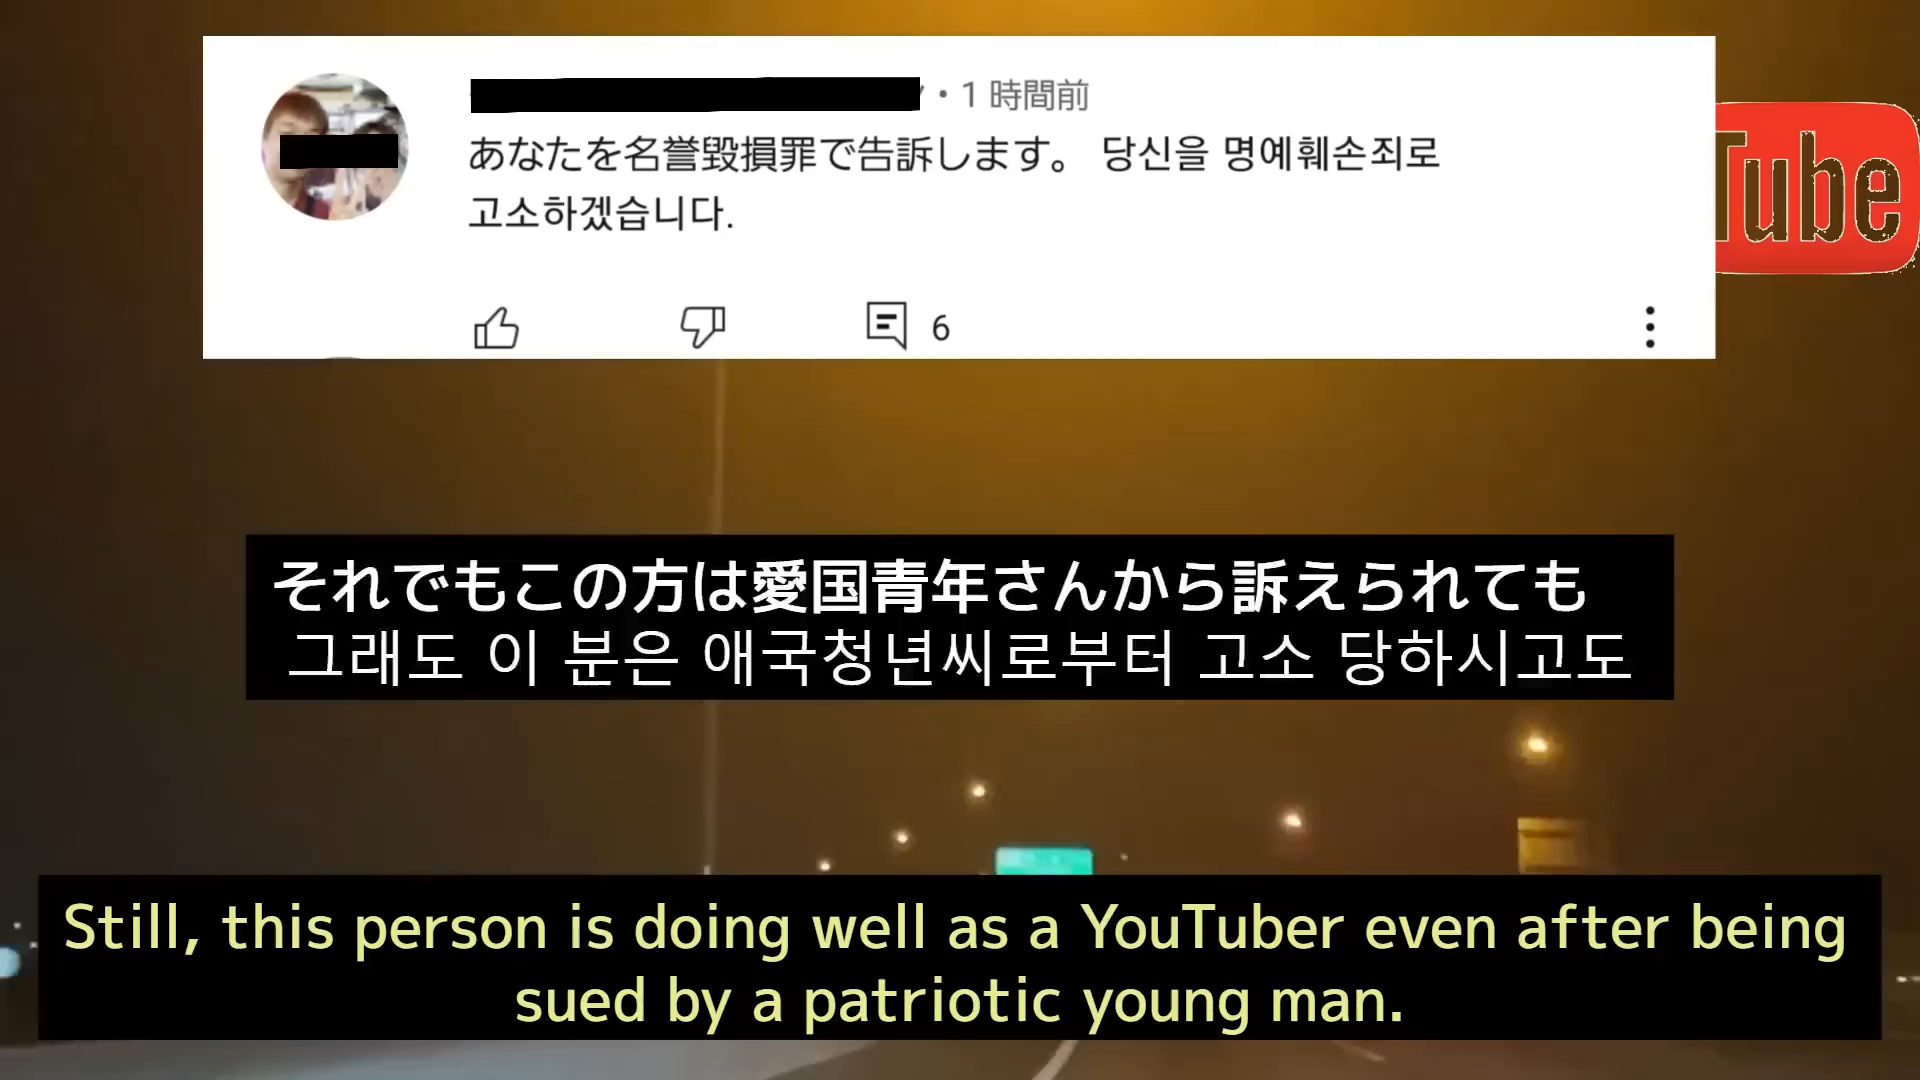 ・1 時間前
あなたを名誉毀損罪で告訴します。 당신을 명예훼손죄로
고소하겠습니다.
6
Tube
それでもこの方は愛国青年さんから訴えられても
그래도 이 분은 애국청년씨로부터 고소 당하시고도
Still, this person is doing well as a YouTuber even after being
sued by a patriotic young man.